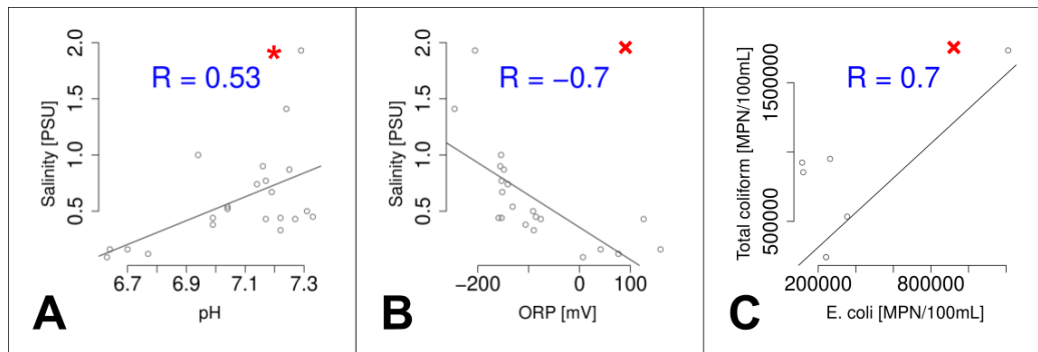 2.0
1.5
1.0
0.5
Salinity [PSU]
R = 0.53
*
6.7
6.9
7.1
7.3
pH
A
2.0
1.5
1.0
0.5
Salinity [PSU]
R = −0.7
×
−200
0
100
ORP [mV]
B
1500000
500000
Total coliform [MPN/100mL]
R = 0.7
×
200000
800000
E. coli [MPN/100mL]
C